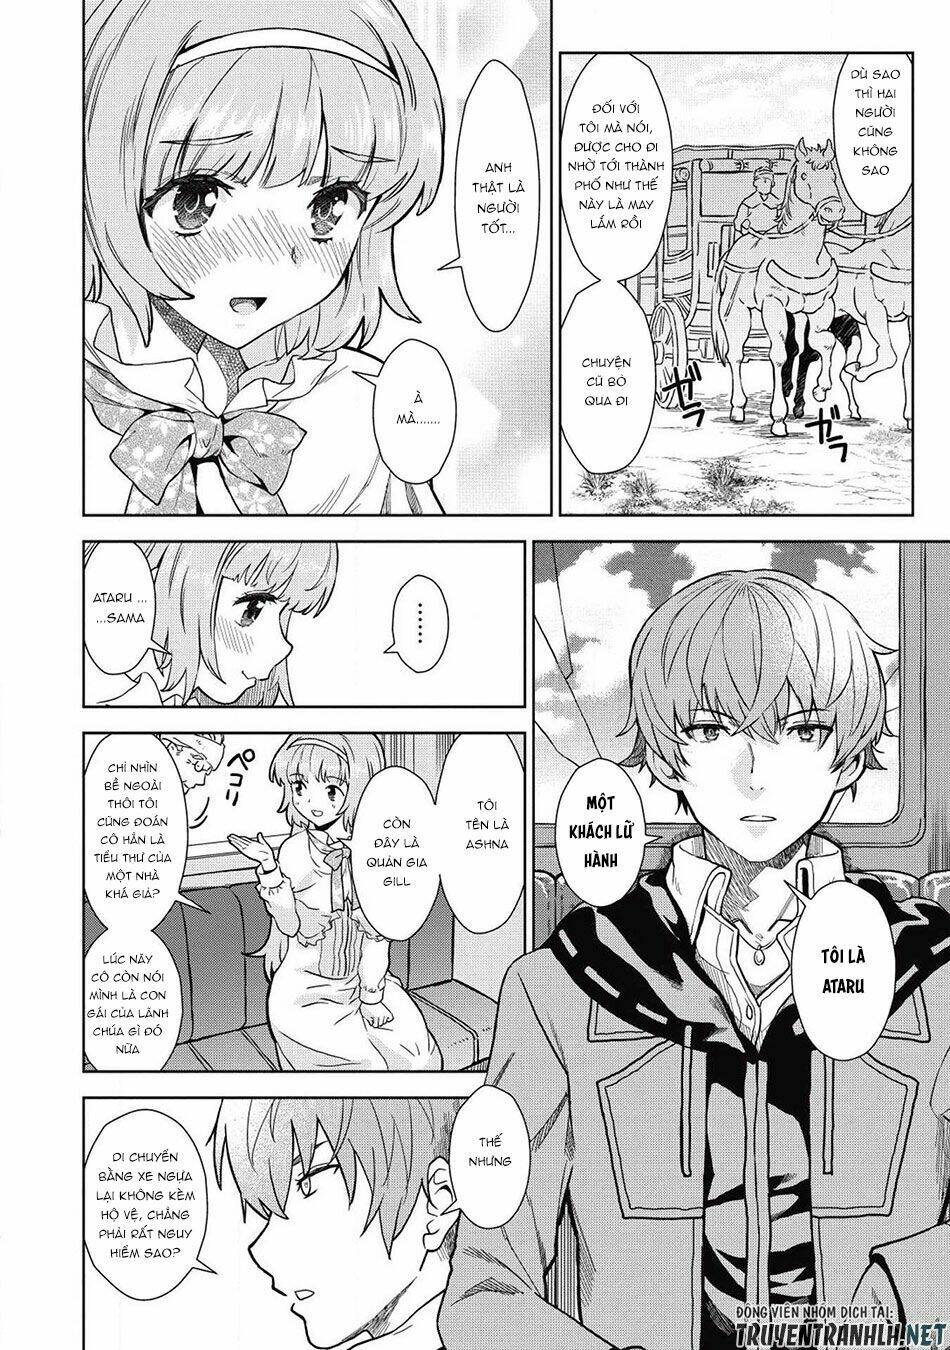 DÙ SAO
THÌ HAI
NGƯỜI
CŨNG
KHÔNG
SAO
ĐỐI VỚI
TÔI MÀ NÓI,
ĐƯỢC CHO ĐI
NHỜ TỚI THÀNH
PHỐ NHƯ THẾ
NÀY LÀ MAY
LẮM RỒI
CHUYỆN
CŨ BỎ
QUA ĐI
ガラ
ガラ
ANH
THẬT LÀ
NGƯỜI
TỐT...
À
MÀ.......
MỘT
KHÁCH LỮ
HÀNH
TÔI LÀ
ATARU
......
ATARU ...
...SAMA
TÔI
TÊN LÀ
ASHNA
CÒN
ĐÂY LÀ
QUẢN GIA
GILL
ペコ
CHỈ NHÌN
BỀ NGOÀI
THÔI TÔI
CŨNG ĐOÁN
CÔ HẲN LÀ
TIỂU THƯ CỦA
MỘT NHÀ
KHÁ GIẢ?
LÚC NÃY
CÔ CÒN NÓI
MÌNH LÀ CON
GÁI CỦA LÃNH
CHÚA GÌ ĐÓ
NỮA
THẾ
NHƯNG
DI CHUYỂN
BẰNG XE NGỰA
LẠI KHÔNG KÈM
HỘ VỆ, CHẲNG
PHẢI RẤT NGUY
HIỂM SAO?
ĐỘNG VIÊN NHÓM DỊCH TẠI:
TRUYENTRANHLH.NET